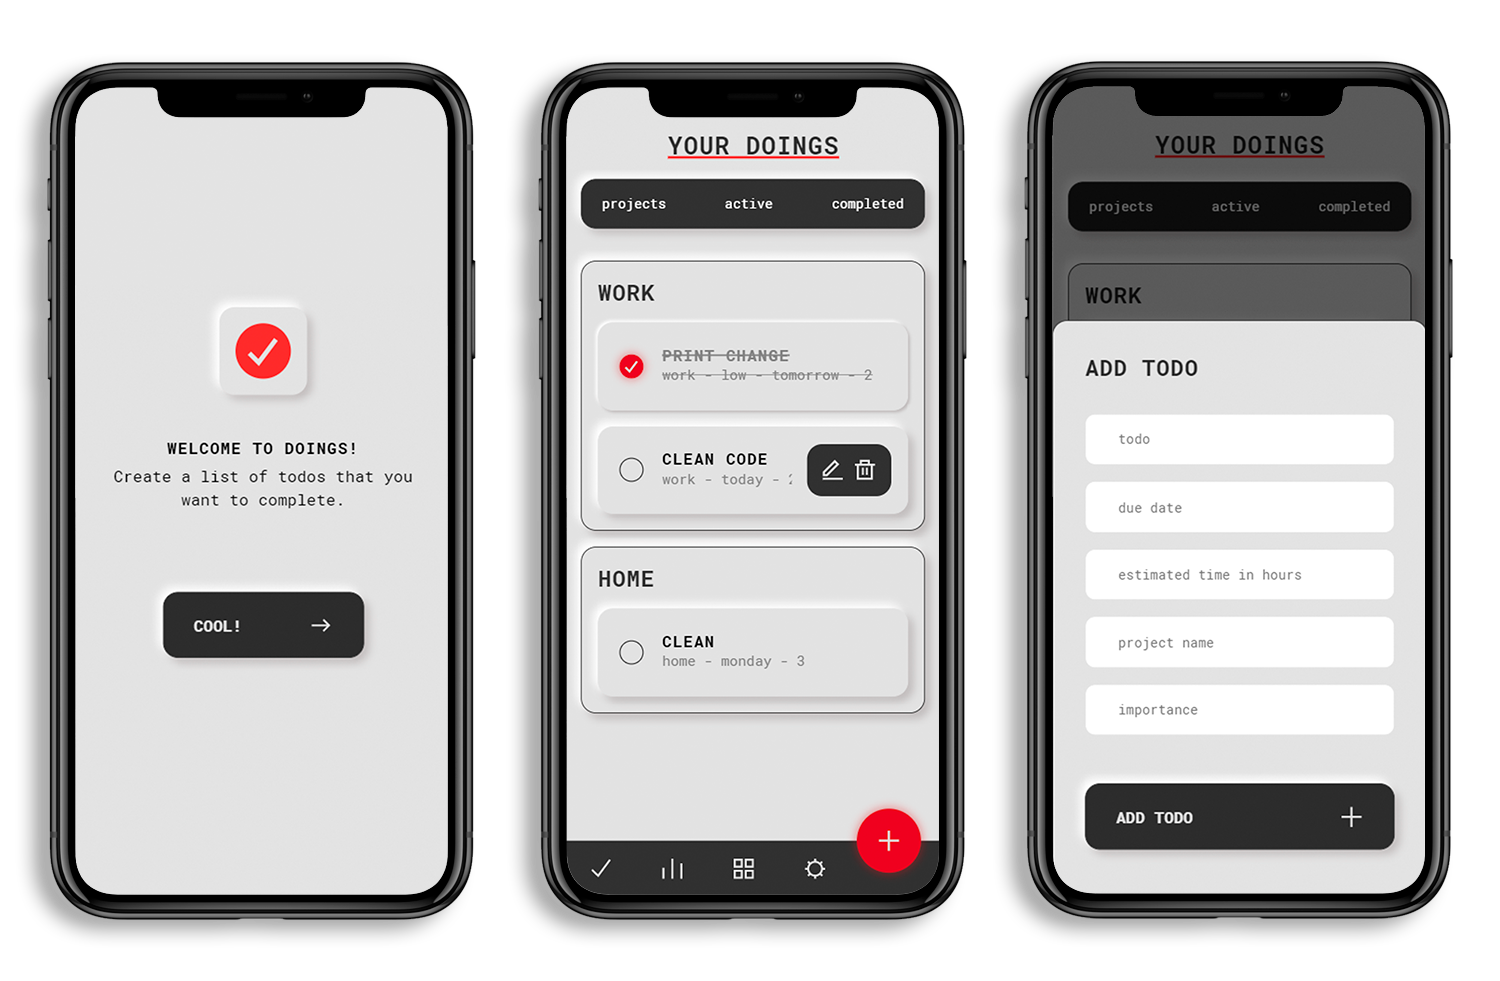 WELCOME TO DOINGS!
Create a list of todos that you
want to complete.
COOL!
YOUR DOINGS
projects active completed
WORK
PRINT CHANGE
work - low - tomorrow - 2
CLEAN CODE
work - today -
HOME
CLEAN
home - monday - 3
YOUR DOINGS
projects active completed
WORK
ADD TODO
todo
due date
estimated time in hours
project name
importance
ADD TODO